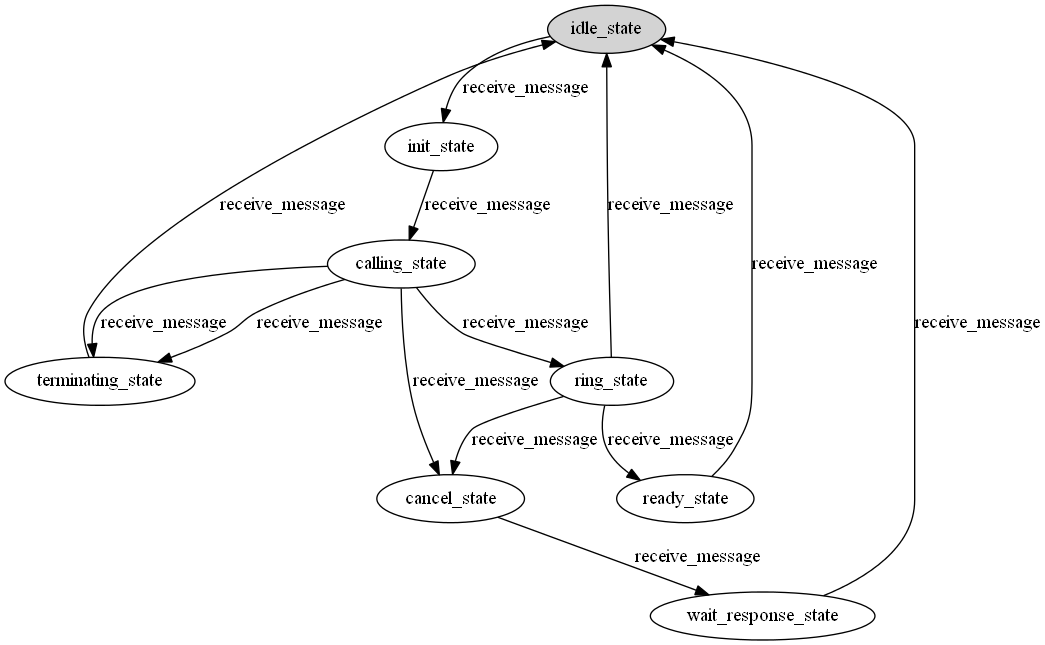 idle_state
receive_message
init_state
receive_message
receive_message
receive_message
calling_state
receive_message
receive_message
receive_message
receive_message
receive_message
terminating_state
receive_message
ring_state
receive_message
receive_message
cancel_state
ready_state
receive_message
wait_response_state